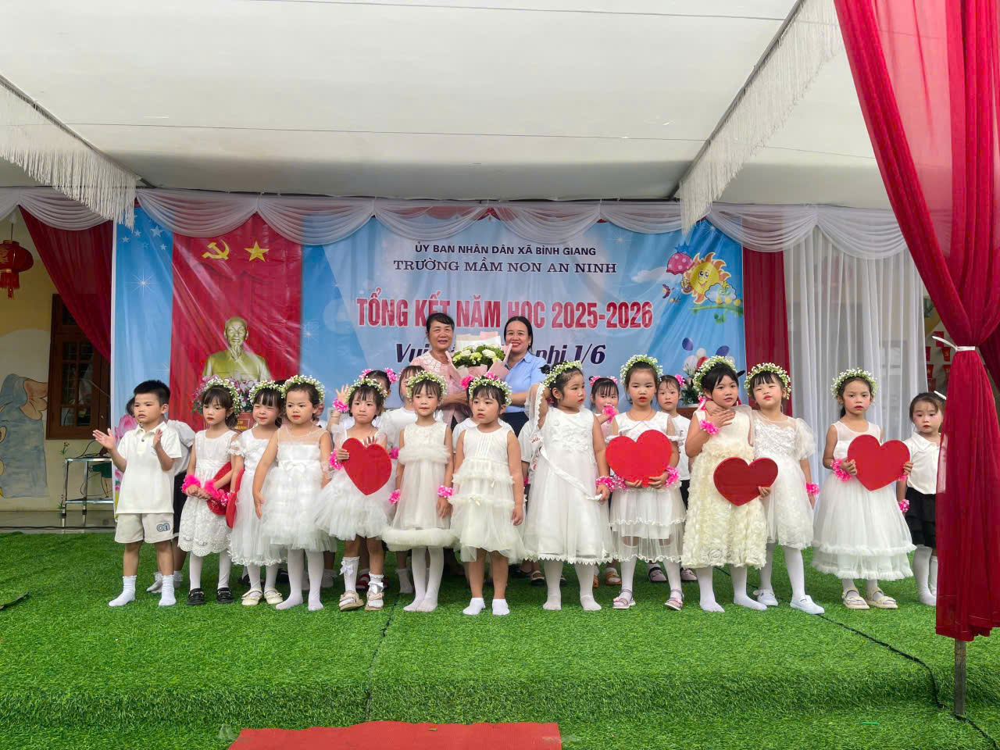 ỦY BAN NHÂN DÂN XÃ BÌNH GIANG
TRƯỜNG MẦM NON AN NINH
TỔNG KẾT NĂM HỌC 2025-2026
Vui 1/6